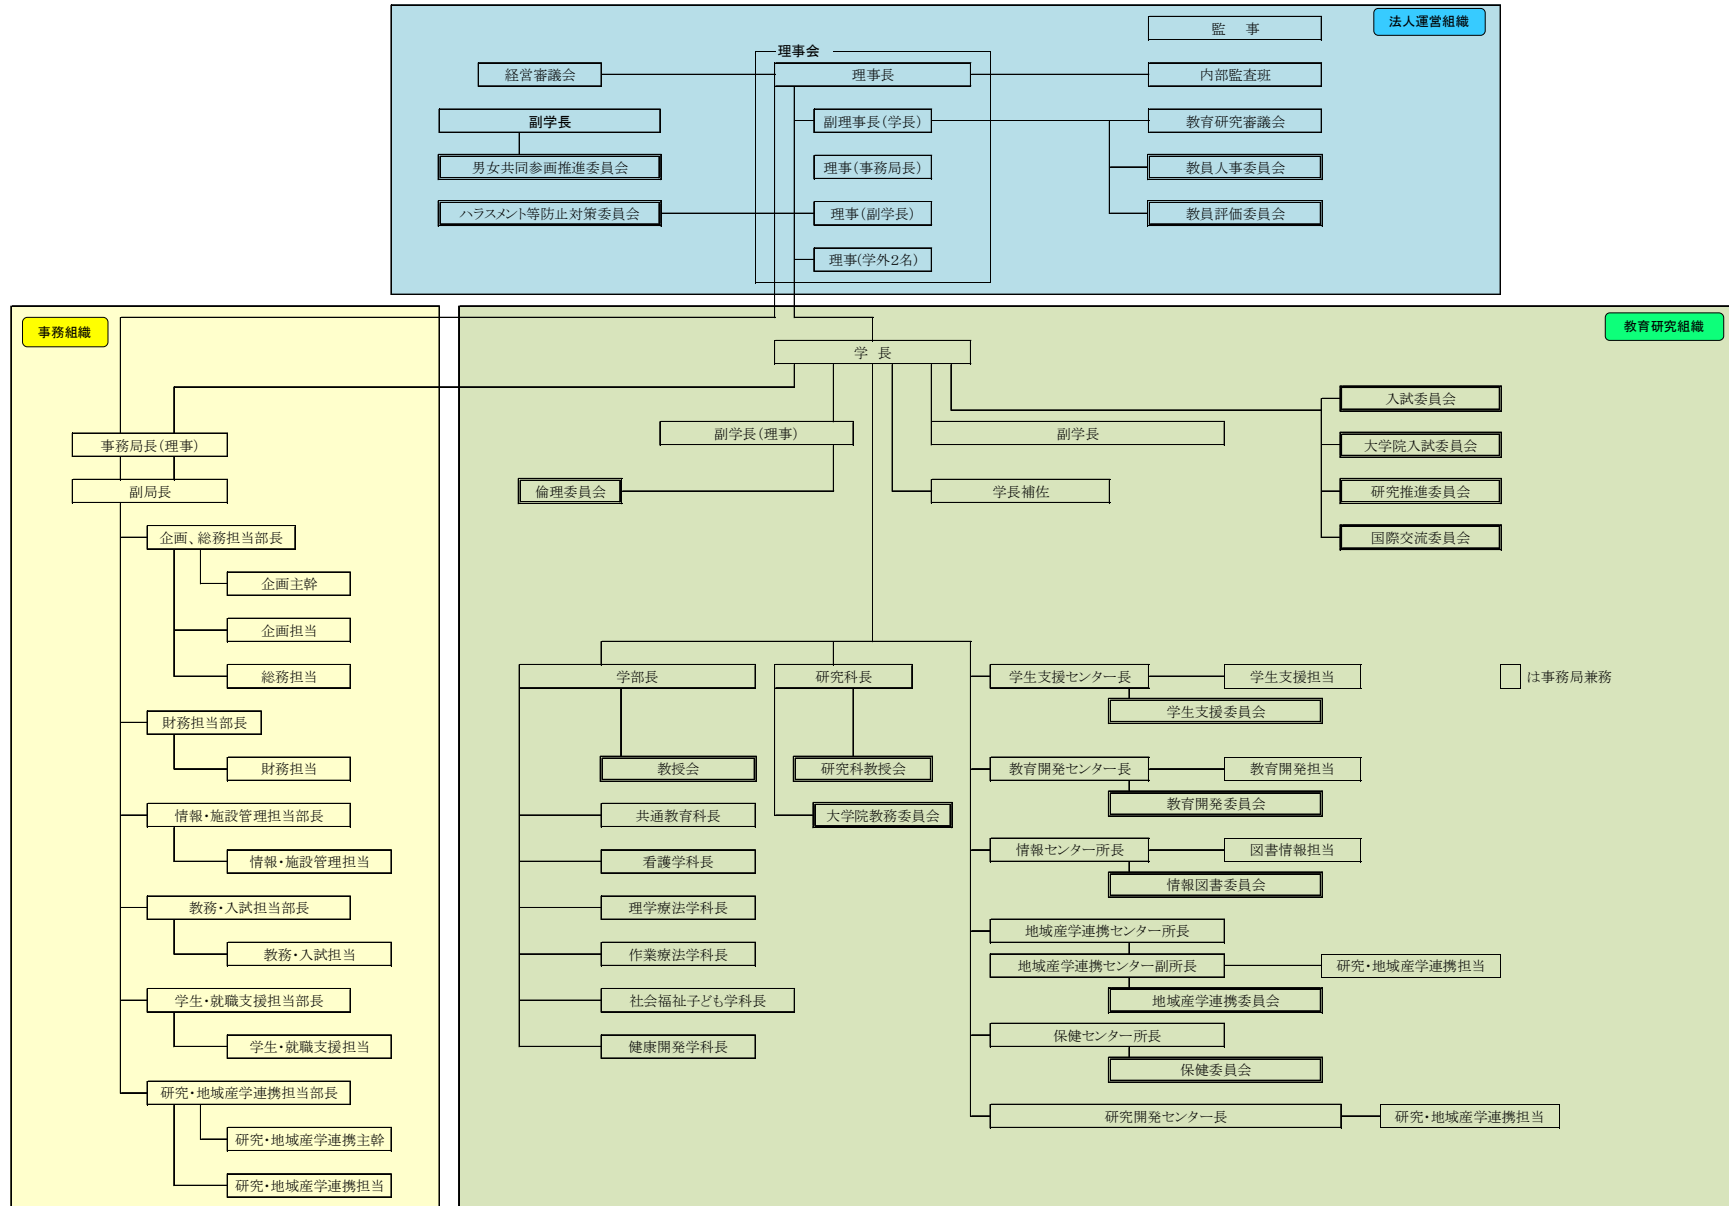 法人運営組織
監　事
理事会
経営審議会
理事長
内部監査班
副学長
副理事長(学長)
教育研究審議会
男女共同参画推進委員会
理事(事務局長)
教員人事委員会
ハラスメント等防止対策委員会
理事(副学長)
教員評価委員会
理事(学外2名)
事務組織
事務局長(理事)
副局長
企画、総務担当部長
企画主幹
企画担当
総務担当
財務担当部長
財務担当
情報・施設管理担当部長
情報・施設管理担当
教務・入試担当部長
教務・入試担当
学生・就職支援担当部長
学生・就職支援担当
研究・地域産学連携担当部長
研究・地域産学連携主幹
研究・地域産学連携担当
教育研究組織
学 長
入試委員会
副学長(理事)
副学長
大学院入試委員会
倫理委員会
学長補佐
研究推進委員会
国際交流委員会
学部長
教授会
共通教育科長
看護学科長
理学療法学科長
作業療法学科長
社会福祉子ども学科長
健康開発学科長
研究科長
研究科教授会
大学院教務委員会
学生支援センター長
学生支援担当
は事務局兼務
学生支援委員会
教育開発センター長
教育開発担当
教育開発委員会
情報センター所長
図書情報担当
情報図書委員会
地域産学連携センター所長
地域産学連携センター副所長
研究・地域産学連携担当
地域産学連携委員会
保健センター所長
保健委員会
研究開発センター長
研究・地域産学連携担当